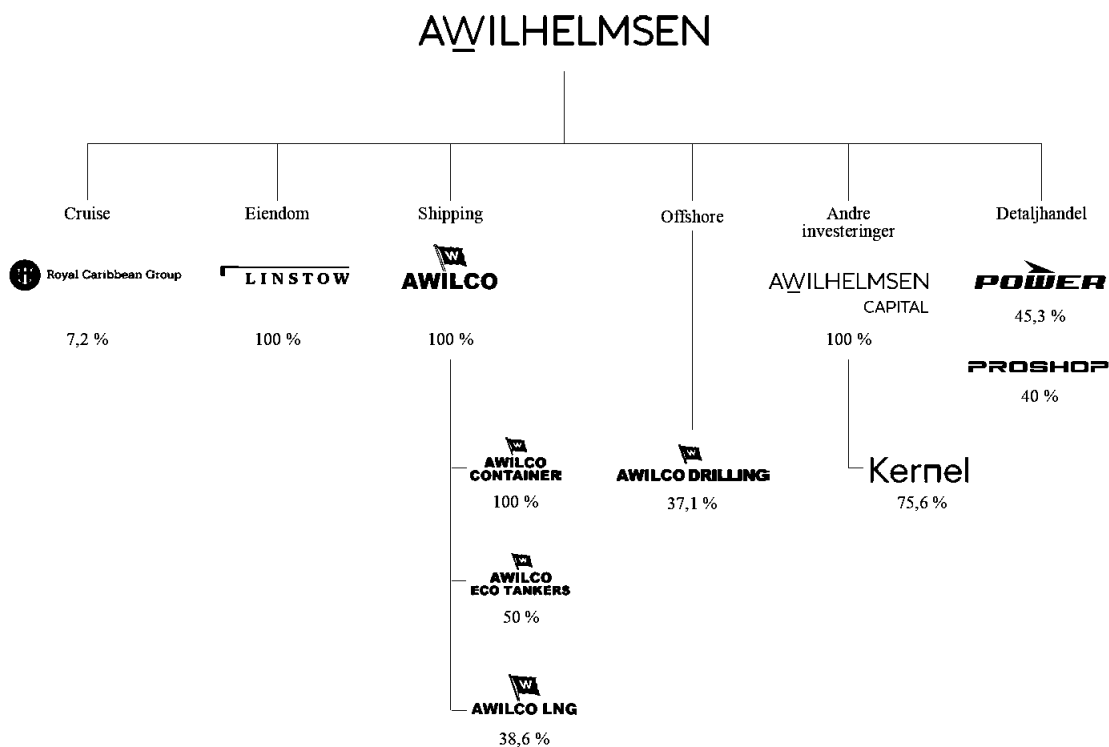 AWILHELMSEN
Cruise
Eiendom
Shipping
Offshore
Andre
investeringer
Detaljhandel
Royal Caribbean Group
7,2 %
LINSTOW
100 %
W
AWILCO
100 %
AWILHELMSEN
CAPITAL
100 %
POWER
45,3 %
PROSHOP
40 %
W
AWILCO
CONTAINER
100 %
W
AWILCO
ECO TANKERS
50 %
W
AWILCO LNG
38,6 %
W
AWILCO DRILLING
37,1 %
Kernel
75,6 %